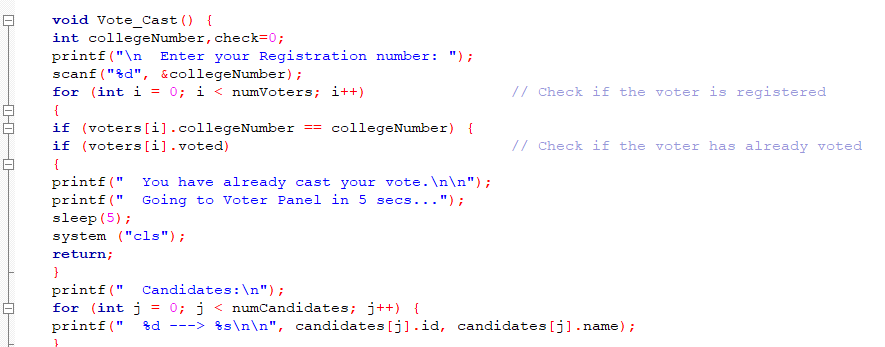 void Vote_Cast() {
int collegeNumber,check=0;
printf("\n  Enter your Registration number: ");
scanf("%d", &collegeNumber);
for (int i = 0; i < numVoters; i++)                // Check if the voter is registered
{
if (voters[i].collegeNumber == collegeNumber) {
if (voters[i].voted)                               // Check if the voter has already voted
{
printf("  You have already cast your vote.\n\n");
printf("  Going to Voter Panel in 5 secs...");
sleep(5);
system ("cls");
return;
}
printf("  Candidates:\n");
for (int j = 0; j < numCandidates; j++) {
printf("  %d ---> %s\n\n", candidates[j].id, candidates[j].name);
}